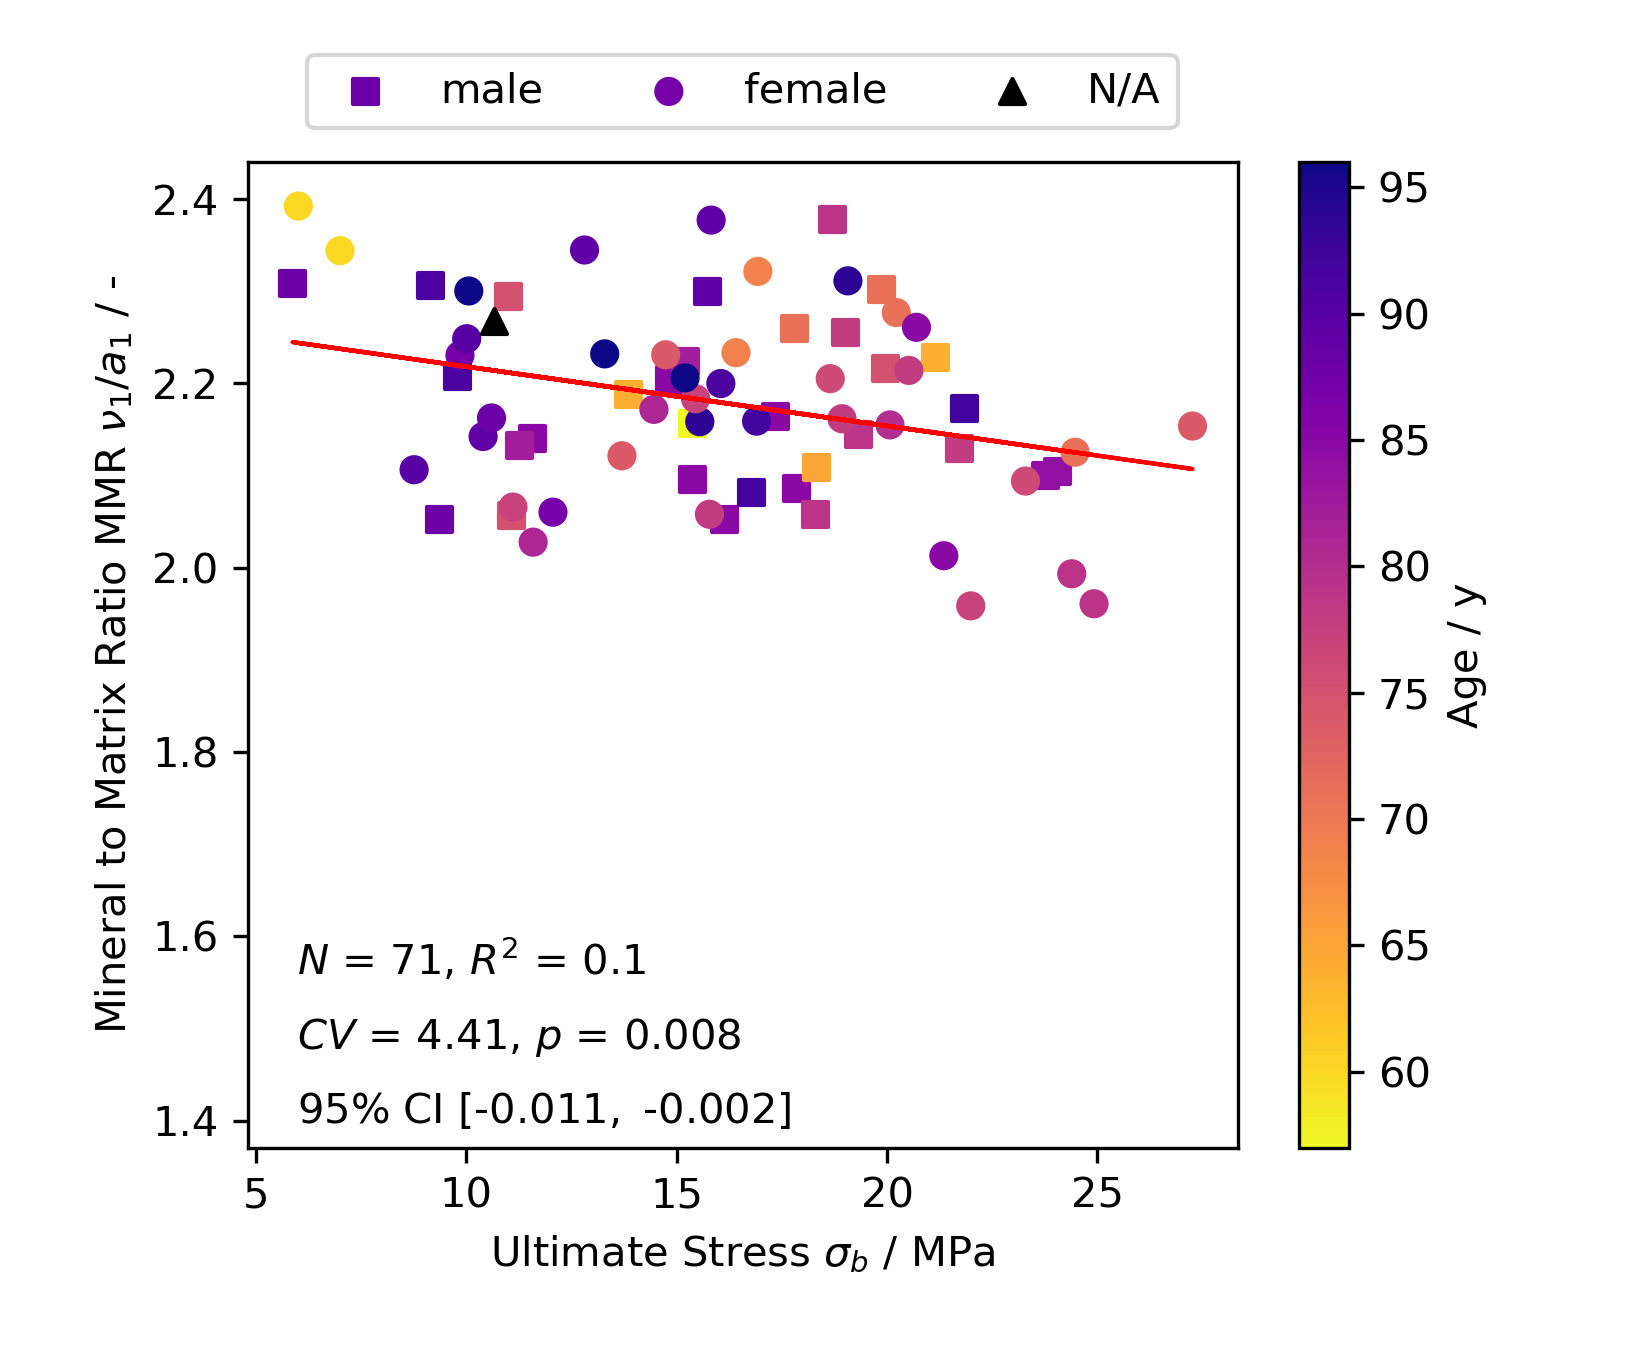 male female N/A
Mineral to Matrix Ratio MMR ν₁/a₁ / -
2.4
2.2
2.0
1.8
1.6
1.4
N = 71, R² = 0.1
CV = 4.41, p = 0.008
95% CI [-0.011, -0.002]
5 10 15 20 25
Ultimate Stress σ_b / MPa
95
90
85
80
75
70
65
60
Age / y